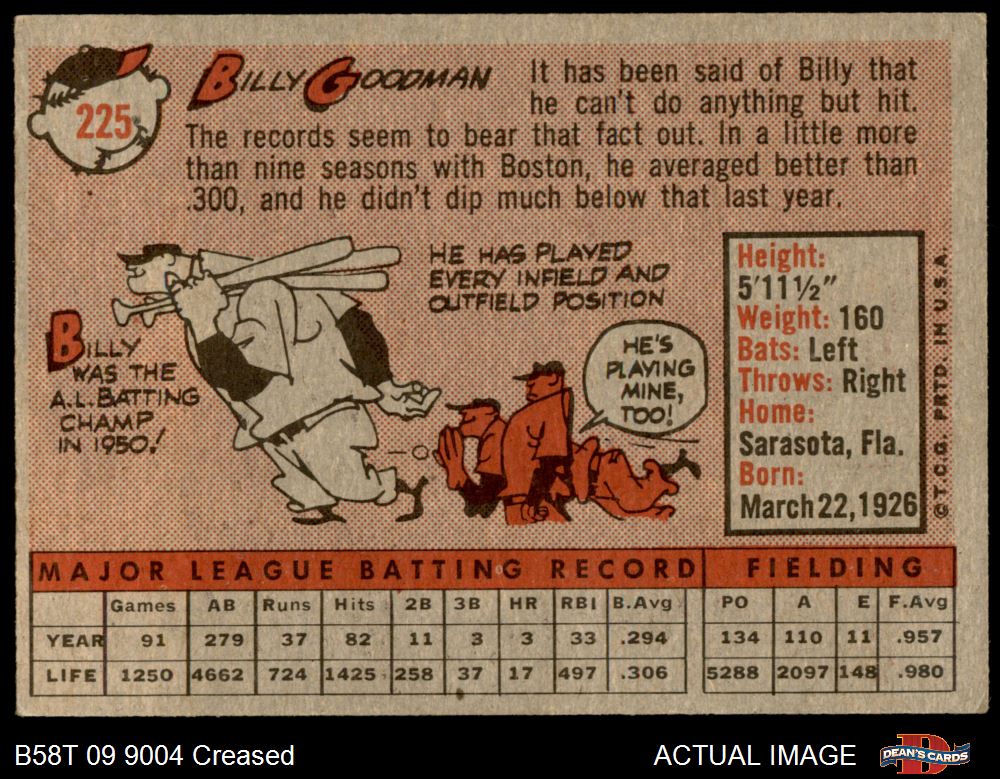 225
BILLY GOODMAN
It has been said of Billy that
he can't do anything but hit.
The records seem to bear that fact out. In a little more
than nine seasons with Boston, he averaged better than
.300, and he didn't dip much below that last year.
HE HAS PLAYED
EVERY INFIELD AND
OUTFIELD POSITION
BILLY
WAS THE
A.L. BATTING
CHAMP
IN 1950!
HE'S
PLAYING
MINE,
TOO!
Height:
5'11½"
Weight: 160
Bats: Left
Throws: Right
Home:
Sarasota, Fla.
Born:
March 22, 1926
© T.C.G. PRTD. IN U.S.A.
MAJOR LEAGUE BATTING RECORD FIELDING
Games AB Runs Hits 2B 3B HR RBI B.Avg PO A E F.Avg
YEAR 91 279 37 82 11 3 3 33 .294 134 110 11 .957
LIFE 1250 4662 724 1425 258 37 17 497 .306 5288 2097 148 .980
B58T 09 9004 Creased
ACTUAL IMAGE
DEAN'S CARDS